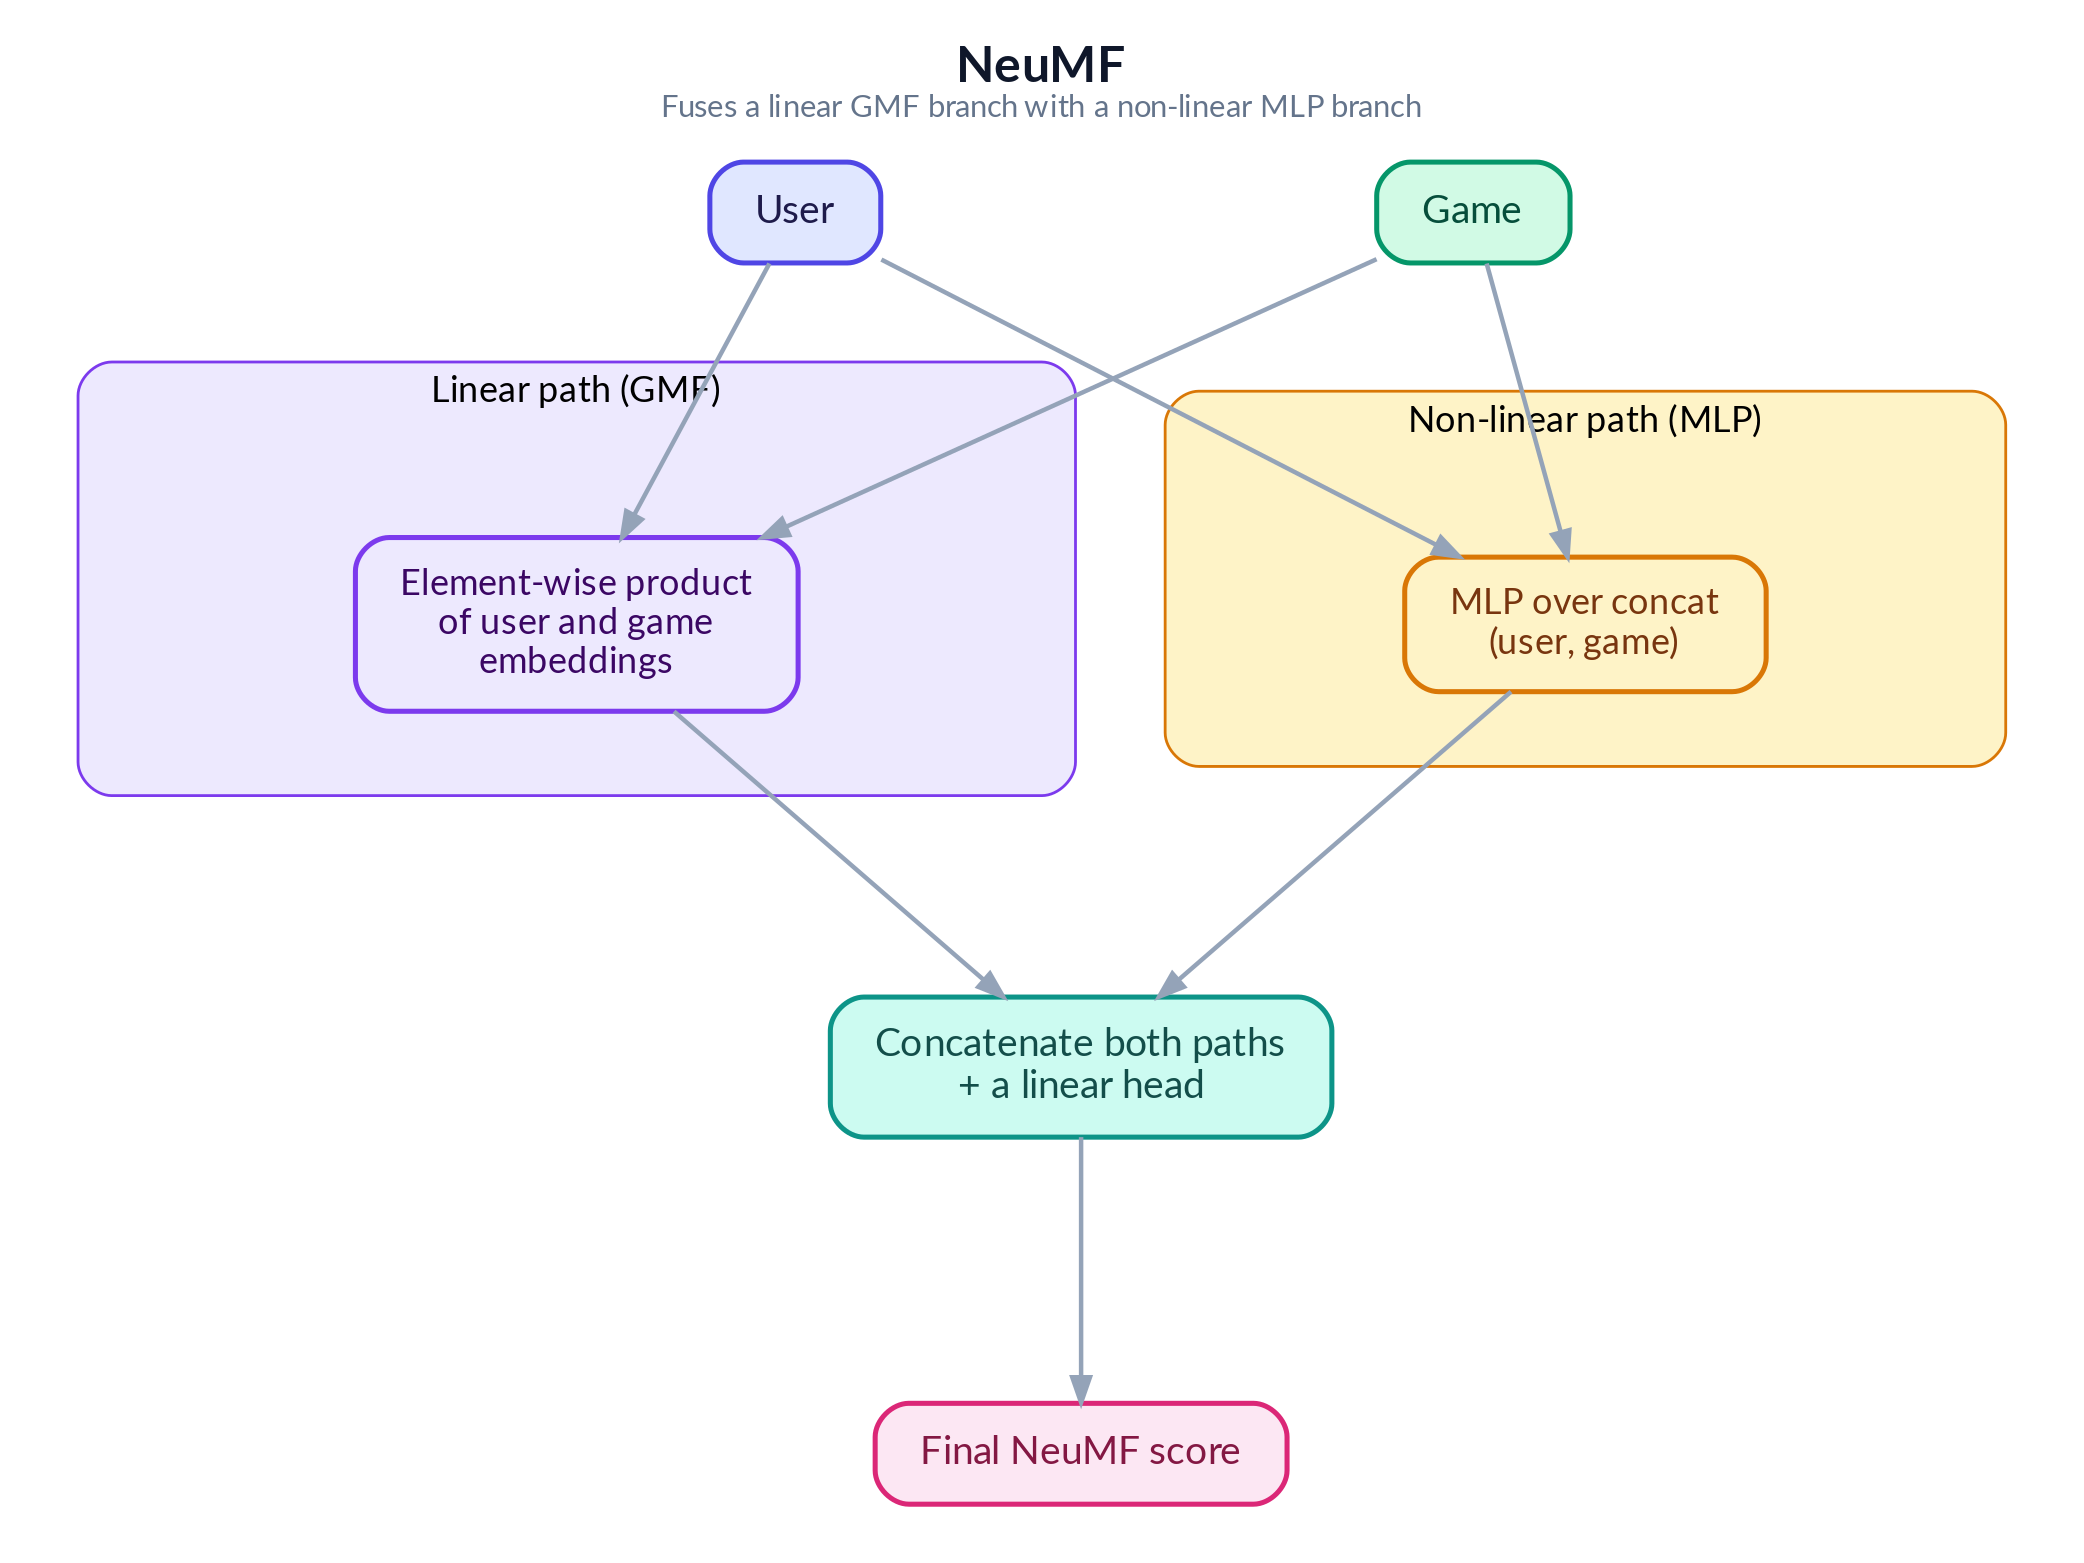 NeuMF
Fuses a linear GMF branch with a non-linear MLP branch
User
Game
Linear path (GMF)
Non-linear path (MLP)
Element-wise product
of user and game
embeddings
MLP over concat
(user, game)
Concatenate both paths
+ a linear head
Final NeuMF score